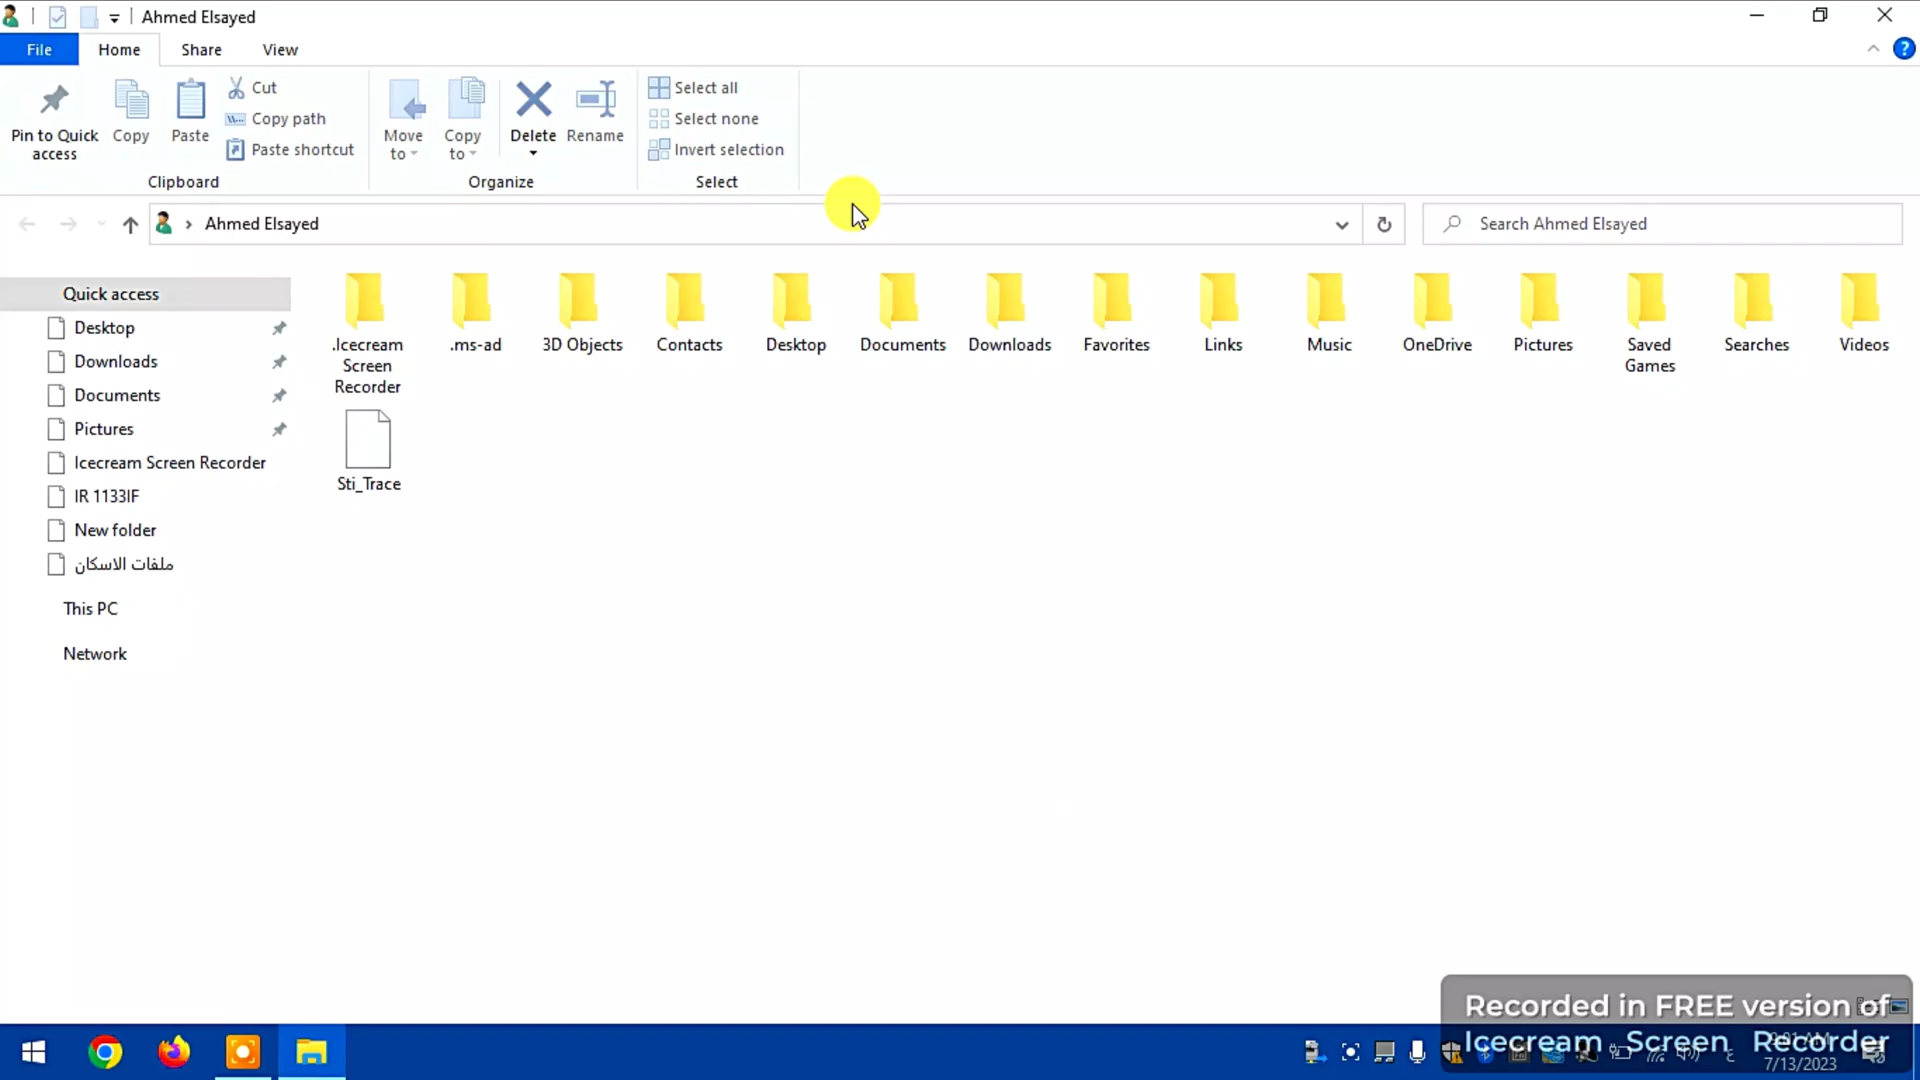 Ahmed Elsayed
File Home Share View
Pin to Quick access
Copy
Paste
Cut
Copy path
Paste shortcut
Clipboard
Move to
Copy to
Delete
Rename
Organize
Select all
Select none
Invert selection
Select
Ahmed Elsayed
Search Ahmed Elsayed
Quick access
Desktop
Downloads
Documents
Pictures
Icecream Screen Recorder
IR 1133IF
New folder
ملفات الاسكان
This PC
Network
.Icecream Screen Recorder
.ms-ad
3D Objects
Contacts
Desktop
Documents
Downloads
Favorites
Links
Music
OneDrive
Pictures
Saved Games
Searches
Videos
Sti_Trace
Recorded in FREE version of
Icecream Screen Recorder
ع
7/13/2023